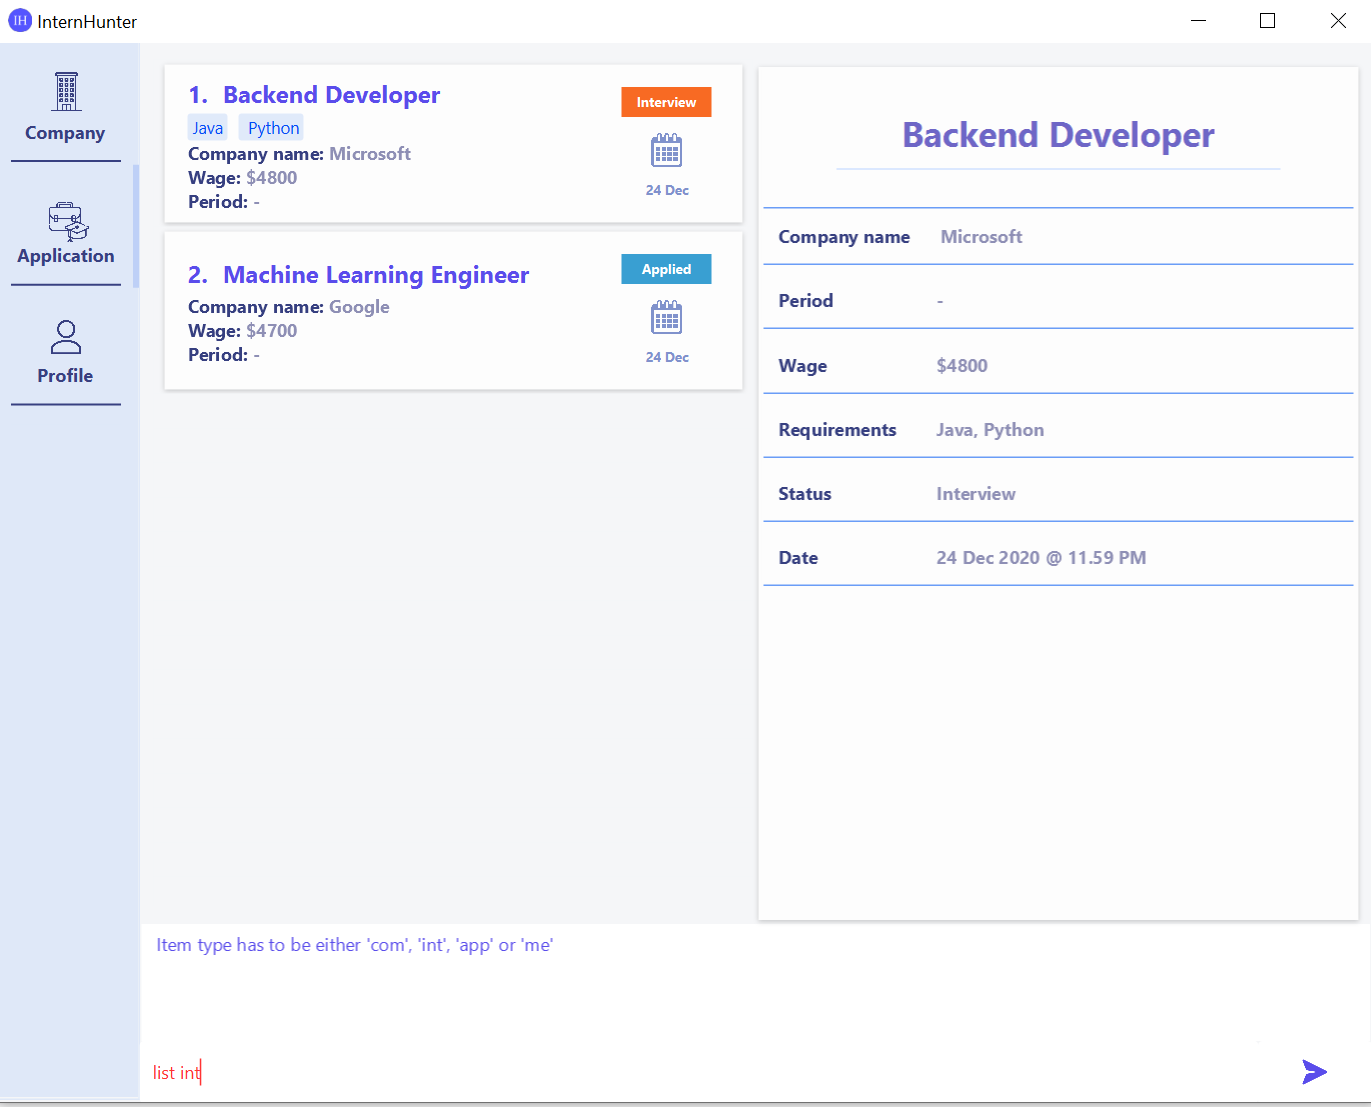 IH InternHunter
Company
Application
Profile
1. Backend Developer
Java Python
Company name: Microsoft
Wage: $4800
Period: -
Interview
24 Dec
2. Machine Learning Engineer
Company name: Google
Wage: $4700
Period: -
Applied
24 Dec
Backend Developer
Company name Microsoft
Period -
Wage $4800
Requirements Java, Python
Status Interview
Date 24 Dec 2020 @ 11.59 PM
Item type has to be either 'com', 'int', 'app' or 'me'
list int